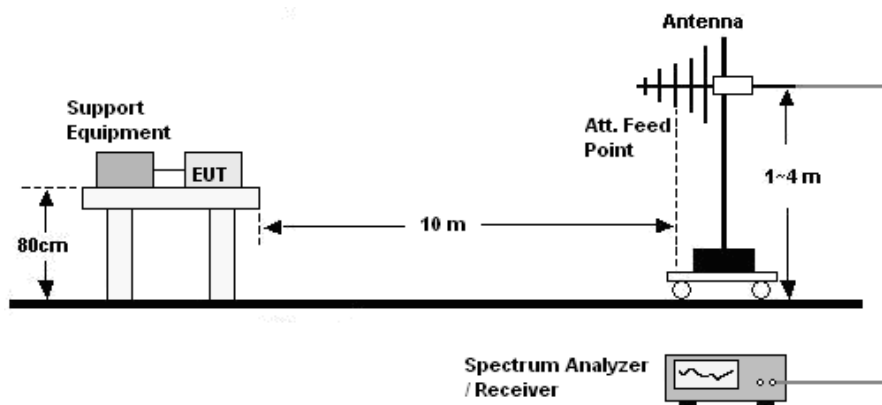 Antenna
Support
Equipment
Att. Feed
Point
EUT
1~4 m
10 m
80cm
Spectrum Analyzer
/ Receiver